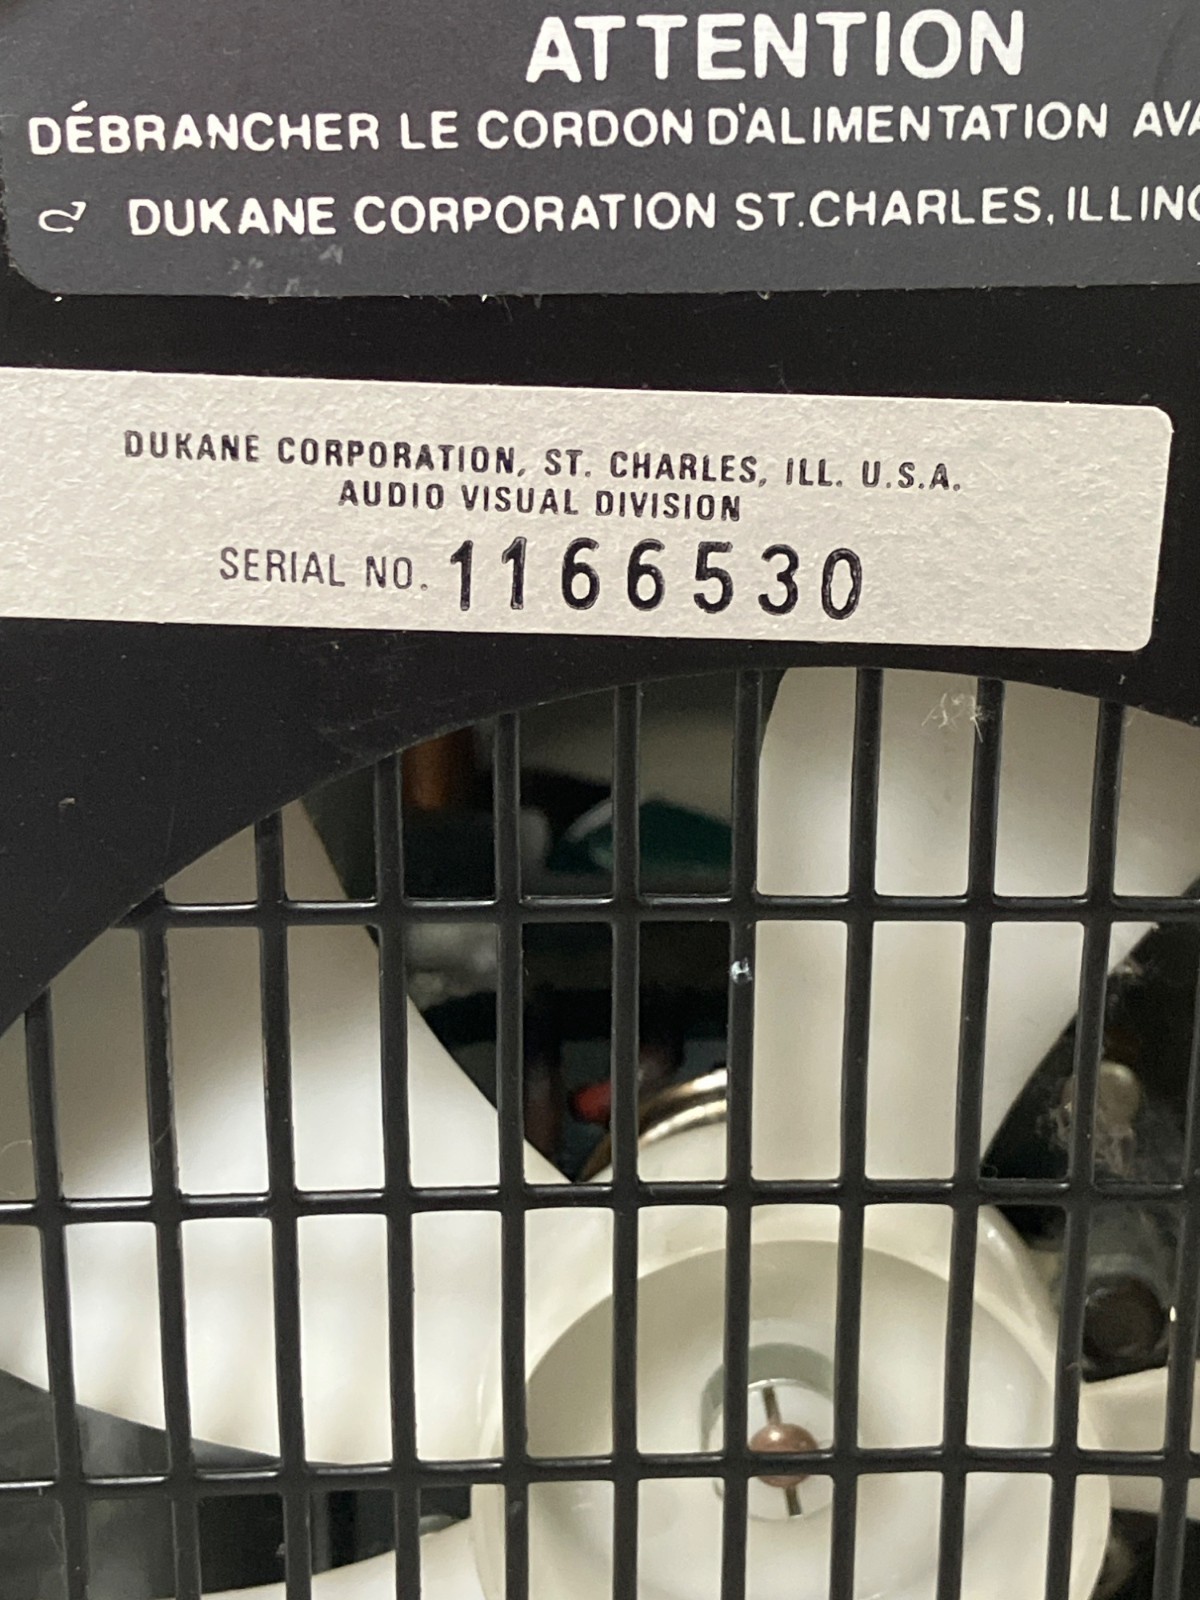 ATTENTION
DÉBRANCHER LE CORDON D'ALIMENTATION
DUKANE CORPORATION ST.CHARLES,
DUKANE CORPORATION, ST. CHARLES, ILL. U.S.A.
AUDIO VISUAL DIVISION
SERIAL NO. 1166530